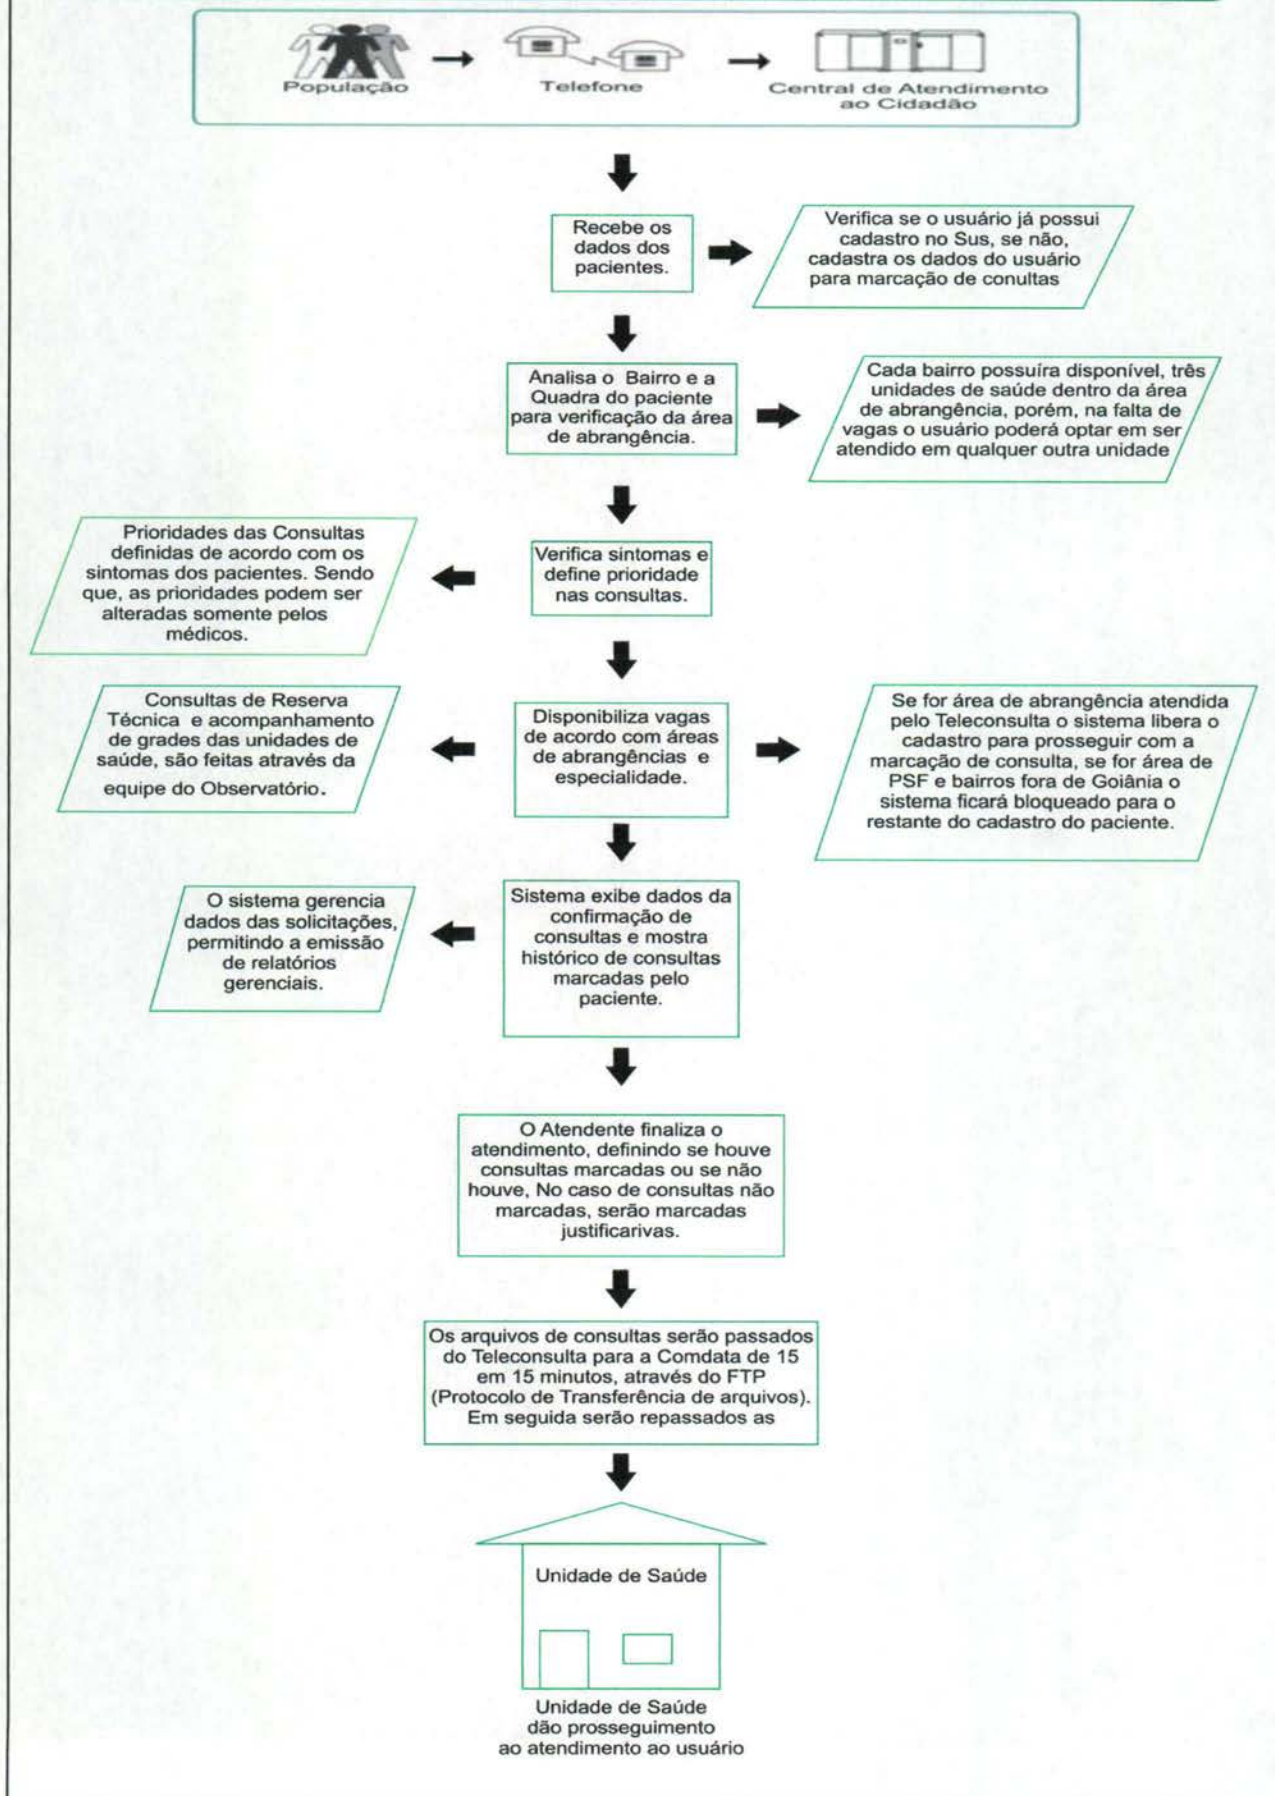 População
Telefone
Central de Atendimento
ao Cidadão
Recebe os
dados dos
pacientes.
Verifica se o usuário já possui
cadastro no Sus, se não,
cadastra os dados do usuário
para marcação de conultas
Analisa o Bairro e a
Quadra do paciente
para verificação da área
de abrangência.
Cada bairro possuíra disponível, três
unidades de saúde dentro da área
de abrangência, porém, na falta de
vagas o usuário poderá optar em ser
atendido em qualquer outra unidade
Prioridades das Consultas
definidas de acordo com os
sintomas dos pacientes. Sendo
que, as prioridades podem ser
alteradas somente pelos
médicos.
Verifica sintomas e
define prioridade
nas consultas.
Consultas de Reserva
Técnica e acompanhamento
de grades das unidades de
saúde, são feitas através da
equipe do Observatório.
Disponibiliza vagas
de acordo com áreas
de abrangências e
especialidade.
Se for área de abrangência atendida
pelo Teleconsulta o sistema libera o
cadastro para prosseguir com a
marcação de consulta, se for área de
PSF e bairros fora de Goiânia o
sistema ficará bloqueado para o
restante do cadastro do paciente.
O sistema gerencia
dados das solicitações,
permitindo a emissão
de relatórios
gerenciais.
Sistema exibe dados da
confirmação de
consultas e mostra
histórico de consultas
marcadas pelo
paciente.
O Atendente finaliza o
atendimento, definindo se houve
consultas marcadas ou se não
houve, No caso de consultas não
marcadas, serão marcadas
justificarivas.
Os arquivos de consultas serão passados
do Teleconsulta para a Comdata de 15
em 15 minutos, através do FTP
(Protocolo de Transferência de arquivos).
Em seguida serão repassados as
Unidade de Saúde
Unidade de Saúde
dão prosseguimento
ao atendimento ao usuário